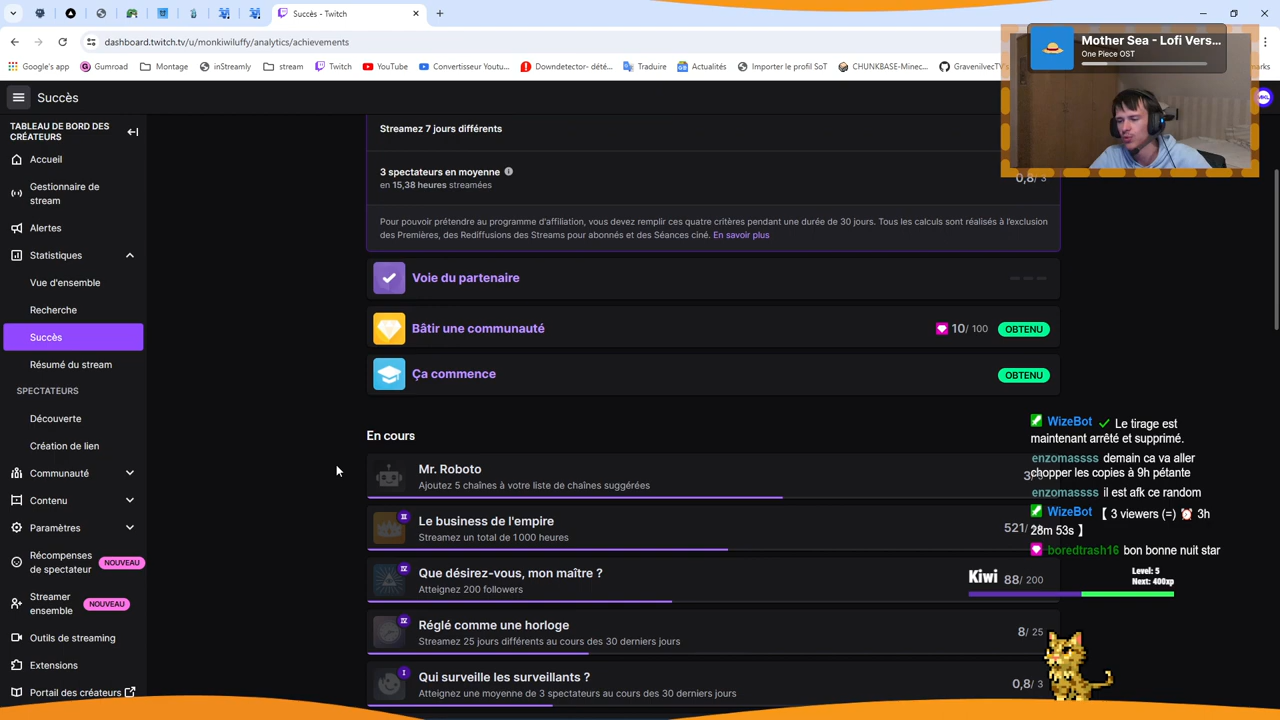 Succès - Twitch
dashboard.twitch.tv/u/monkiwiluffy/analytics/achievements
Google's app
Gumroad
Montage
inStreamly
stream
Twitch
YouTube
Convertisseur Youtu...
Downdetector- déte...
Traduire
Actualités
Importer le profil SoT
CHUNKBASE-Minec...
GravenilvecTV's
Mother Sea - Lofi Vers...
One Piece OST
Succès
TABLEAU DE BORD DES
CRÉATEURS
Accueil
Gestionnaire de
stream
Alertes
Statistiques
Vue d'ensemble
Recherche
Succès
Résumé du stream
SPECTATEURS
Découverte
Création de lien
Communauté
Contenu
Paramètres
Récompenses
de spectateur
NOUVEAU
Streamer
ensemble
NOUVEAU
Outils de streaming
Extensions
Portail des créateurs
Streamez 7 jours différents
3 spectateurs en moyenne
en 15,38 heures streamées
0,8/ 3
Pour pouvoir prétendre au programme d'affiliation, vous devez remplir ces quatre critères pendant une durée de 30 jours. Tous les calculs sont réalisés à l'exclusion
des Premières, des Rediffusions des Streams pour abonnés et des Séances ciné. En savoir plus
Voie du partenaire
Bâtir une communauté
10/ 100
OBTENU
Ça commence
OBTENU
En cours
Mr. Roboto
Ajoutez 5 chaînes à votre liste de chaînes suggérées
Le business de l'empire
Streamez un total de 1 000 heures
521/
Que désirez-vous, mon maître ?
Atteignez 200 followers
88/ 200
Réglé comme une horloge
Streamez 25 jours différents au cours des 30 derniers jours
8/ 25
Qui surveille les surveillants ?
Atteignez une moyenne de 3 spectateurs au cours des 30 derniers jours
0,8/ 3
WizeBot Le tirage est
maintenant arrêté et supprimé.
enzomassss demain ca va aller
chopper les copies à 9h pétante
enzomassss il est afk ce random
WizeBot 【 3 viewers (=) 3h
28m 53s 】
boredtrash16 bon bonne nuit star
Kiwi
Level: 5
Next: 400xp